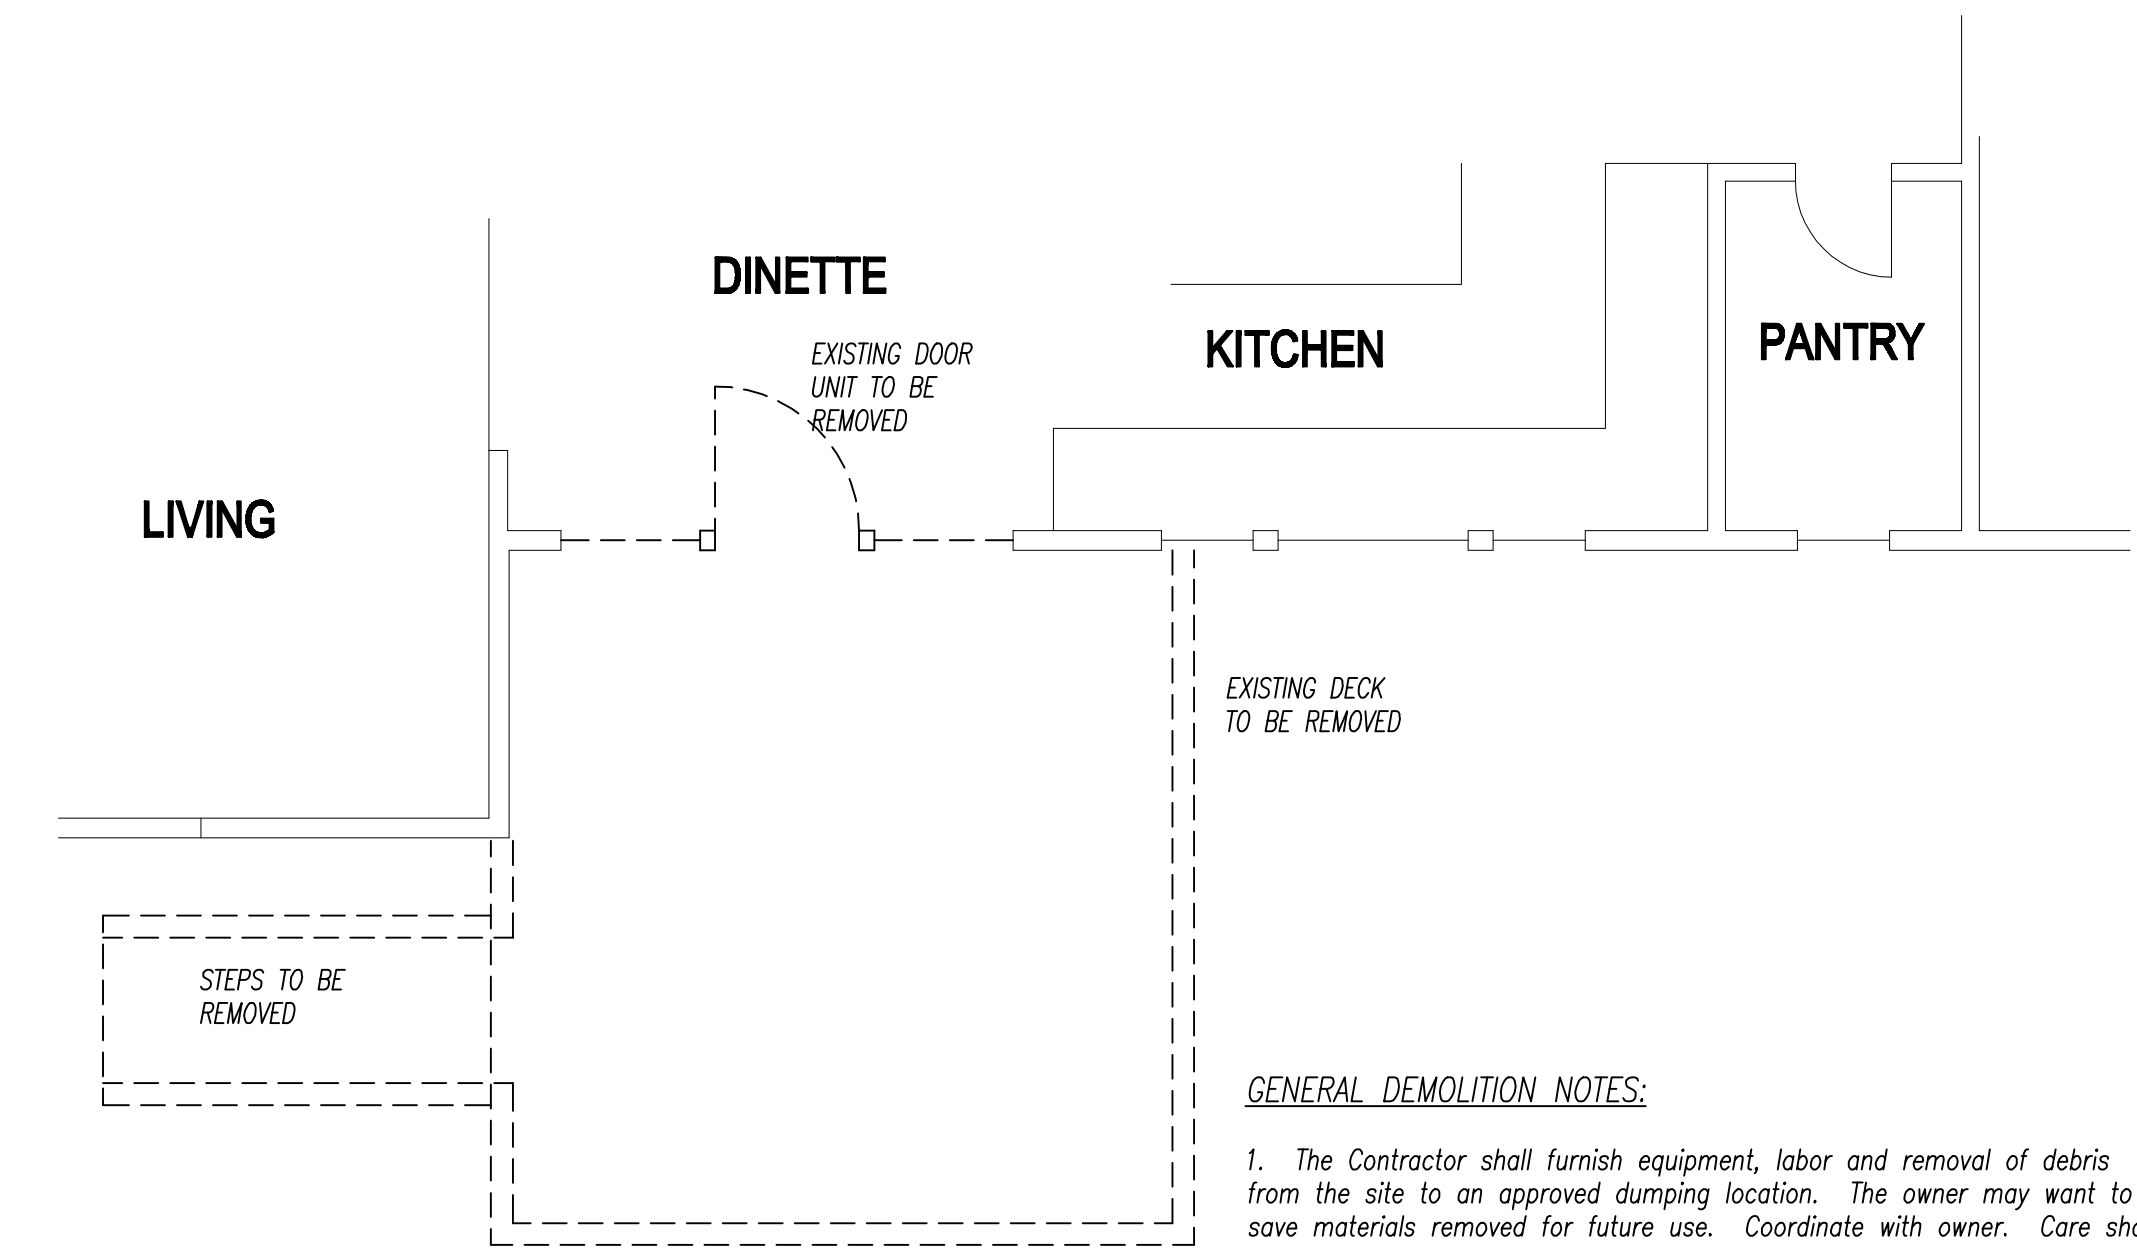 DINETTE
EXISTING DOOR
UNIT TO BE
REMOVED
KITCHEN
PANTRY
LIVING
EXISTING DECK
TO BE REMOVED
STEPS TO BE
REMOVED
GENERAL DEMOLITION NOTES:
1. The Contractor shall furnish equipment, labor and removal of debris
from the site to an approved dumping location. The owner may want to
save materials removed for future use. Coordinate with owner. Care